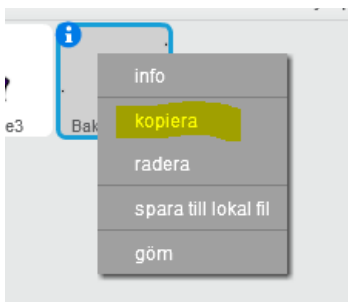 info
kopiera
e3
Bak
radera
spara till lokal fil
göm